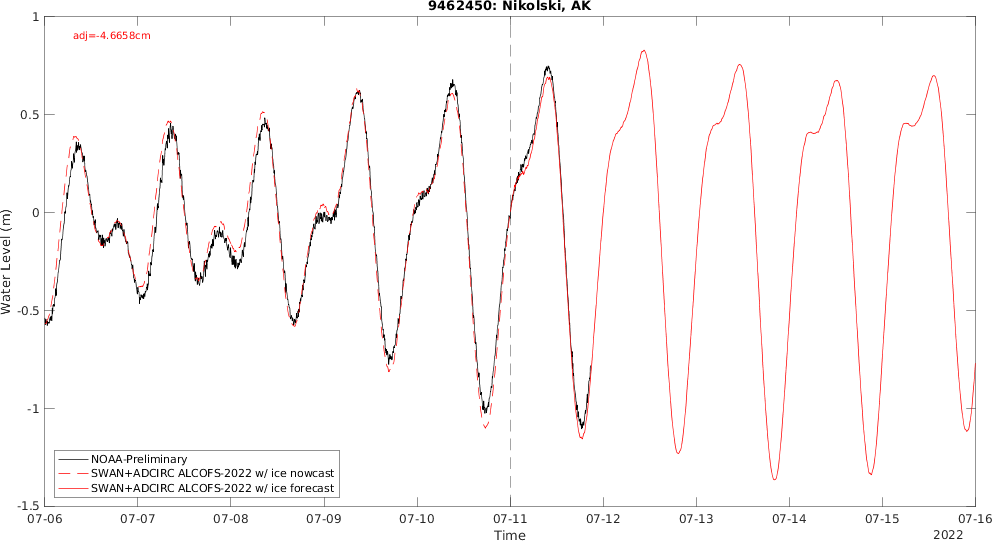 9462450: Nikolski, AK
adj=-4.6658cm
1
0.5
0
-0.5
-1
-1.5
Water Level (m)
NOAA-Preliminary
SWAN+ADCIRC ALCOFS-2022 w/ ice nowcast
SWAN+ADCIRC ALCOFS-2022 w/ ice forecast
07-06 07-07 07-08 07-09 07-10 07-11 07-12 07-13 07-14 07-15 07-16
Time
2022